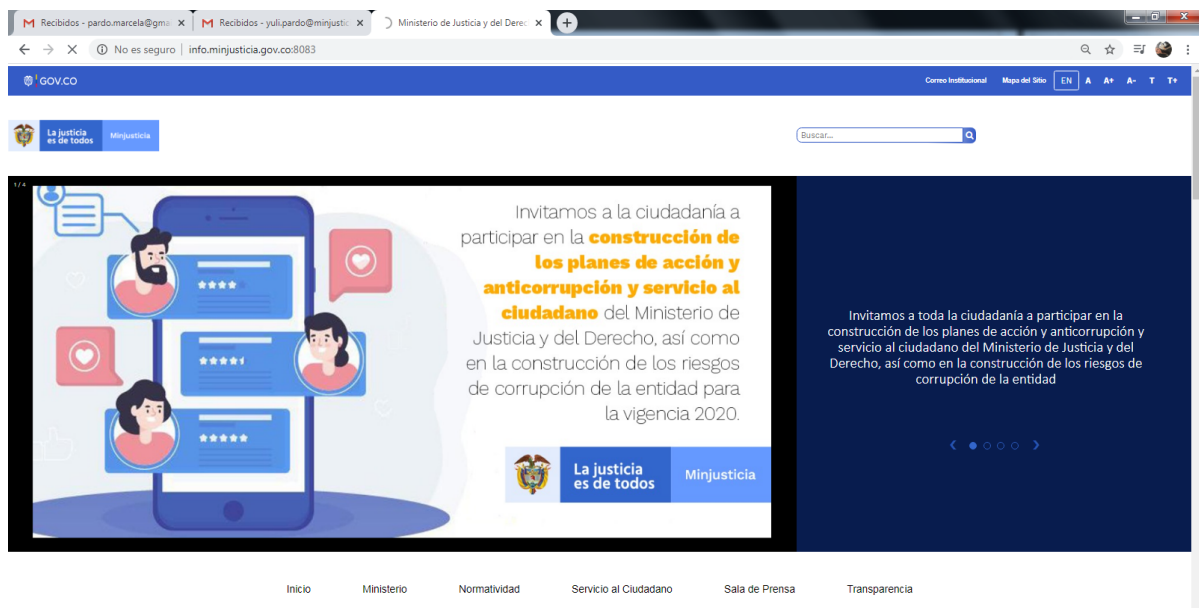 Recibidos - pardo.marcela@gma
Recibidos - yuli.pardo@minjustic
Ministerio de Justicia y del Derec
No es seguro | info.minjusticia.gov.co:8083
GOV.CO
Correo Institucional
Mapa del Sitio
EN
A
A+
A-
T
T+
La justicia
es de todos
Minjusticia
Buscar...
1 / 4
Invitamos a la ciudadanía a
participar en la construcción de
los planes de acción y
anticorrupción y servicio al
ciudadano del Ministerio de
Justicia y del Derecho, así como
en la construcción de los riesgos
de corrupción de la entidad para
la vigencia 2020.
La justicia
es de todos
Minjusticia
Invitamos a toda la ciudadanía a participar en la
construcción de los planes de acción y anticorrupción y
servicio al ciudadano del Ministerio de Justicia y del
Derecho, así como en la construcción de los riesgos de
corrupción de la entidad
Inicio
Ministerio
Normatividad
Servicio al Ciudadano
Sala de Prensa
Transparencia